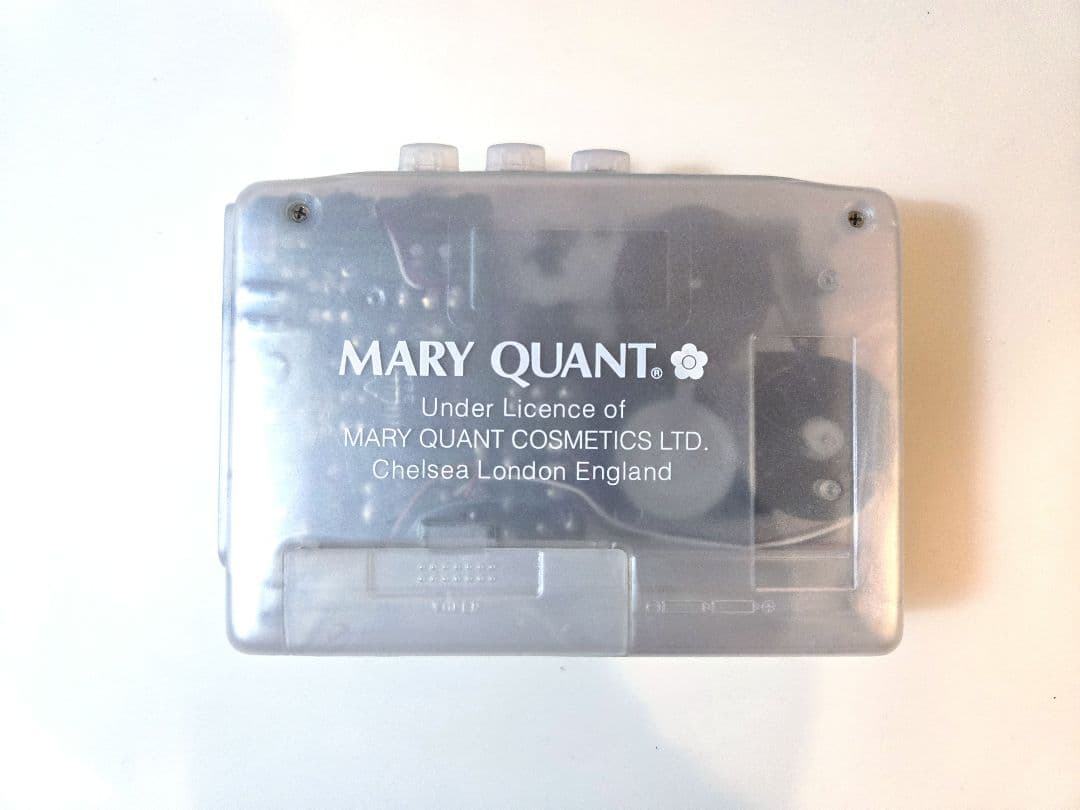 MARY QUANT®
Under Licence of
MARY QUANT COSMETICS LTD.
Chelsea London England